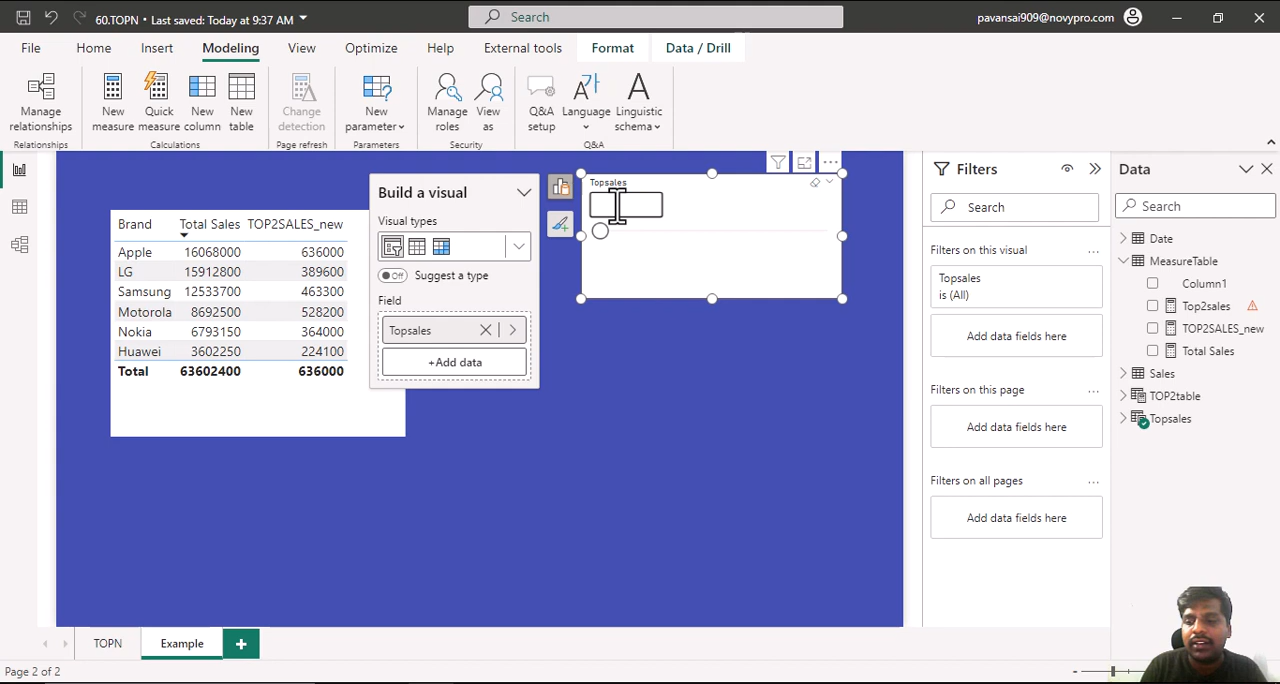 60.TOPN • Last saved: Today at 9:37 AM
Search
pavansai909@novypro.com
File
Home
Insert
Modeling
View
Optimize
Help
External tools
Format
Data / Drill
Manage relationships
New measure
Quick measure
New column
New table
Change detection
New parameter
Manage roles
View as
Q&A setup
Language
Linguistic schema
Relationships
Calculations
Page refresh
Parameters
Security
Q&A
Brand Total Sales TOP2SALES_new
Apple 16068000 636000
LG 15912800 389600
Samsung 12533700 463300
Motorola 8692500 528200
Nokia 6793150 364000
Huawei 3602250 224100
Total 63602400 636000
Build a visual
Visual types
Off Suggest a type
Field
Topsales
+Add data
Topsales
Filters
Search
Filters on this visual
Topsales
is (All)
Add data fields here
Filters on this page
Add data fields here
Filters on all pages
Add data fields here
Data
Search
Date
MeasureTable
Column1
Top2sales
TOP2SALES_new
Total Sales
Sales
TOP2table
Topsales
TOPN
Example
Page 2 of 2